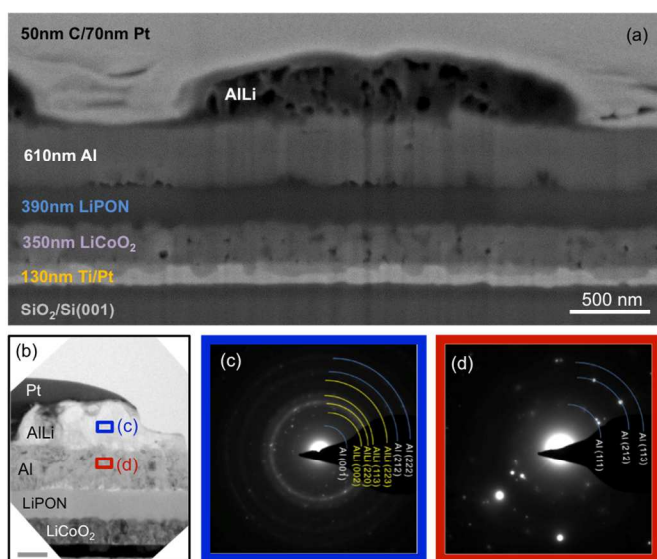 50nm C/70nm Pt
(a)
AlLi
610nm Al
390nm LiPON
350nm LiCoO₂
130nm Ti/Pt
SiO₂/Si(001)
500 nm
(b)
Pt
AlLi
(c)
Al
(d)
LiPON
LiCoO₂
(c)
Al (001)
AlLi (002)
AlLi (220)
AlLi (113)
AlLi (223)
Al (212)
Al (222)
(d)
Al (111)
Al (212)
Al (113)